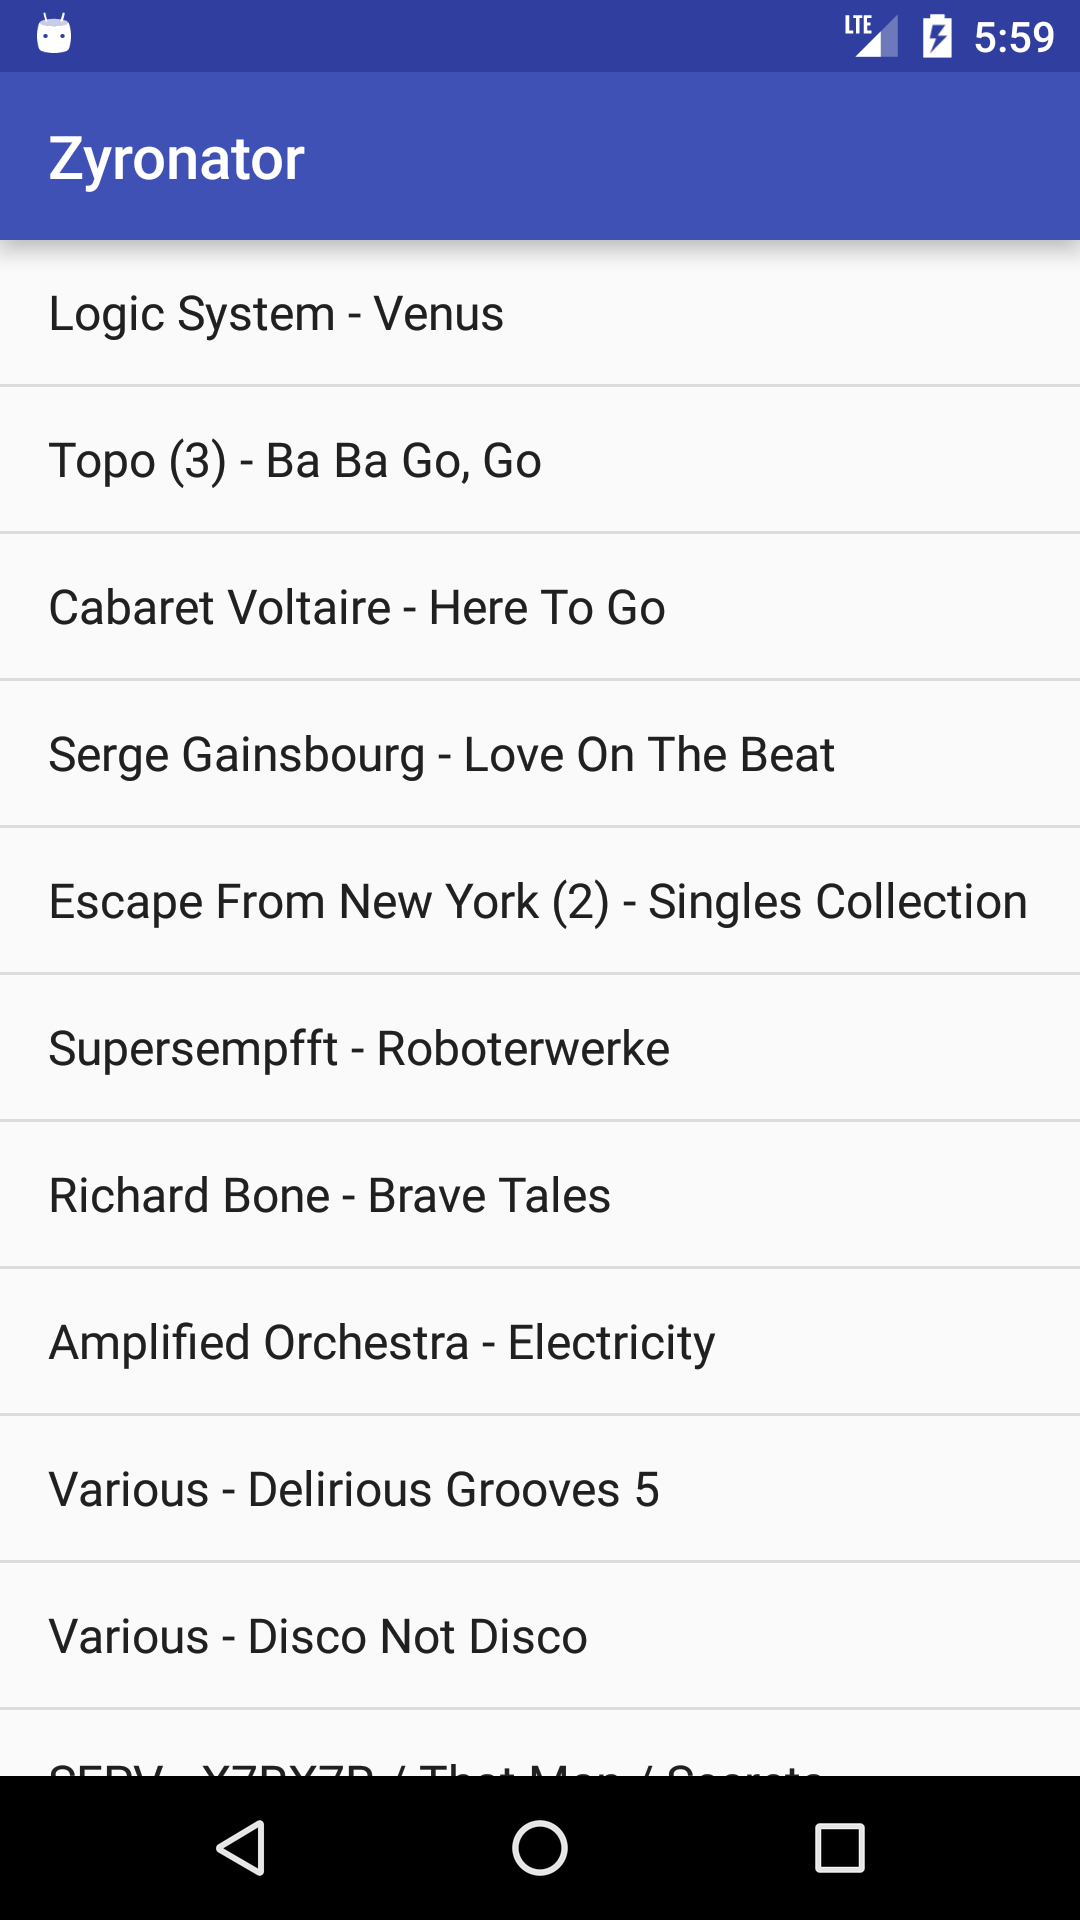 LTE 5:59
Zyronator
Logic System - Venus
Topo (3) - Ba Ba Go, Go
Cabaret Voltaire - Here To Go
Serge Gainsbourg - Love On The Beat
Escape From New York (2) - Singles Collection
Supersempfft - Roboterwerke
Richard Bone - Brave Tales
Amplified Orchestra - Electricity
Various - Delirious Grooves 5
Various - Disco Not Disco